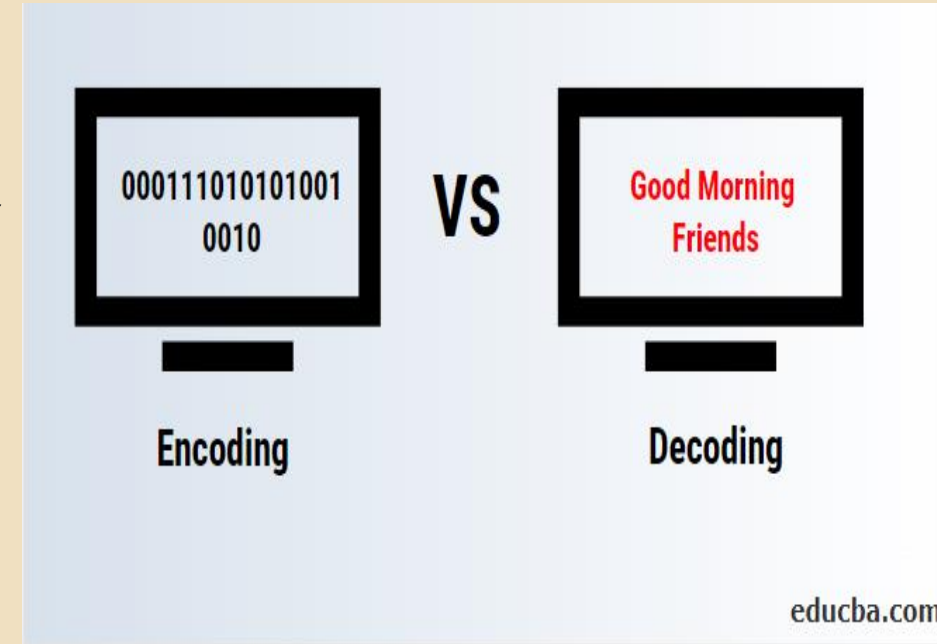 000111010101001
0010
VS
Good Morning
Friends
Encoding
Decoding
educba.com